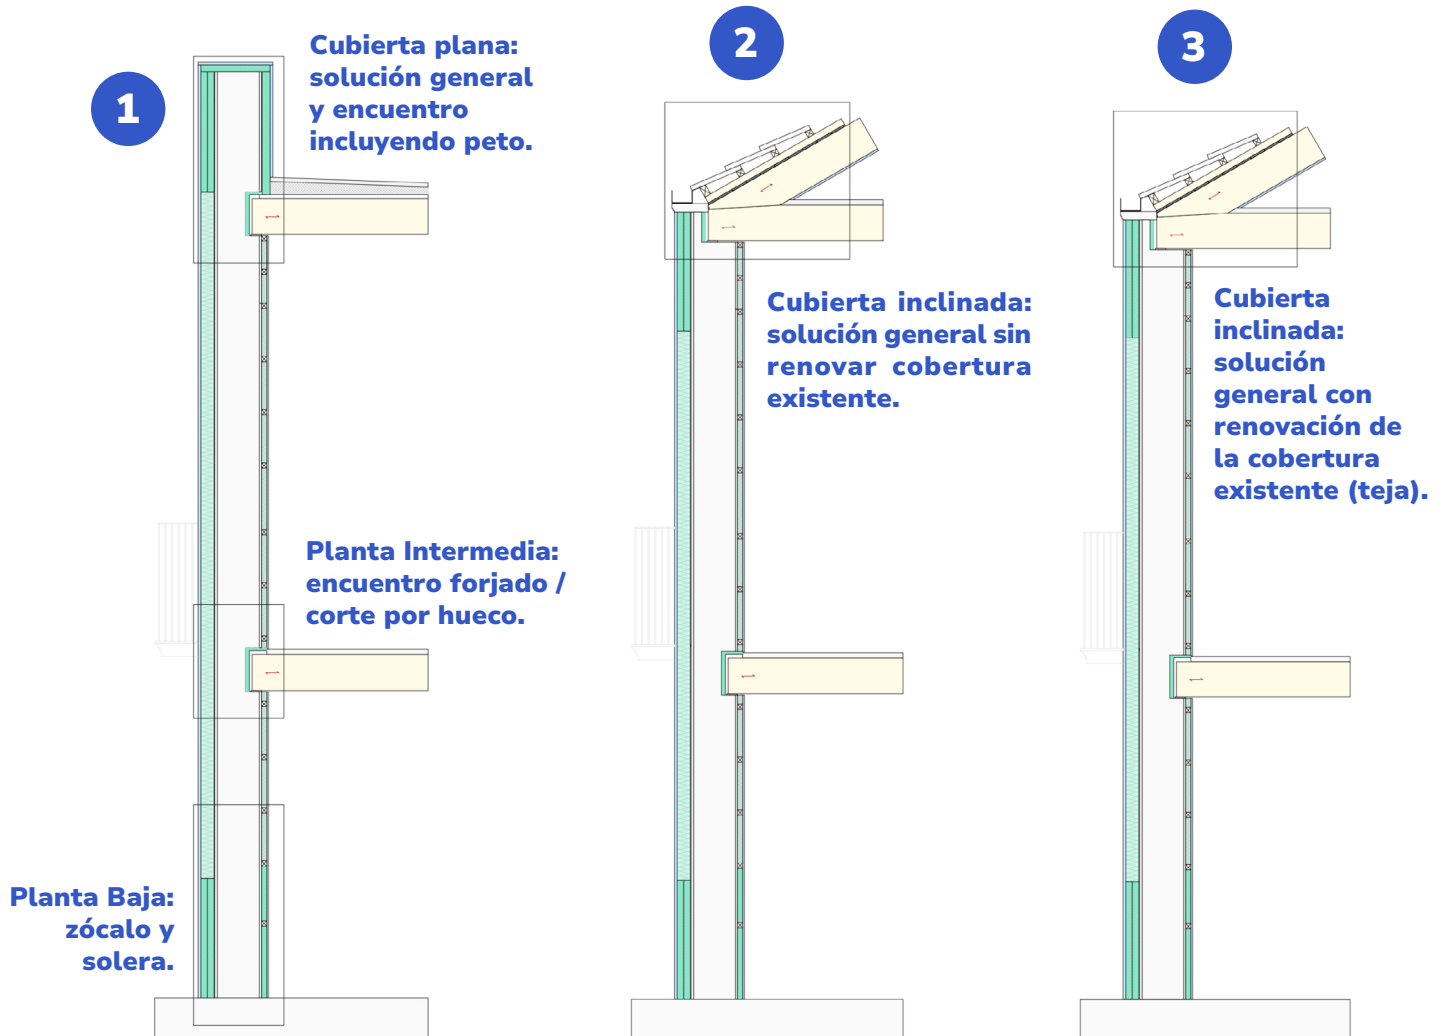 1
Cubierta plana:
solución general
y encuentro
incluyendo peto.
Planta Intermedia:
encuentro forjado /
corte por hueco.
Planta Baja:
zócalo y
solera.
2
Cubierta inclinada:
solución general sin
renovar cobertura
existente.
3
Cubierta
inclinada:
solución
general con
renovación de
la cobertura
existente (teja).